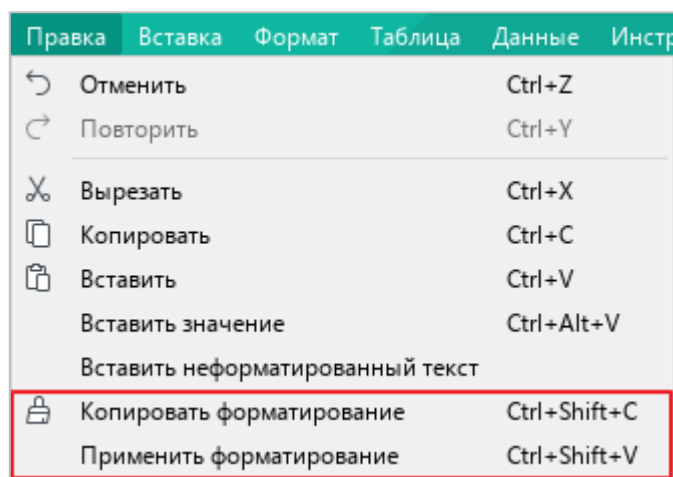 Правка Вставка Формат Таблица Данные Инстр
Отменить Ctrl+Z
Повторить Ctrl+Y
Вырезать Ctrl+X
Копировать Ctrl+C
Вставить Ctrl+V
Вставить значение Ctrl+Alt+V
Вставить неформатированный текст
Копировать форматирование Ctrl+Shift+C
Применить форматирование Ctrl+Shift+V